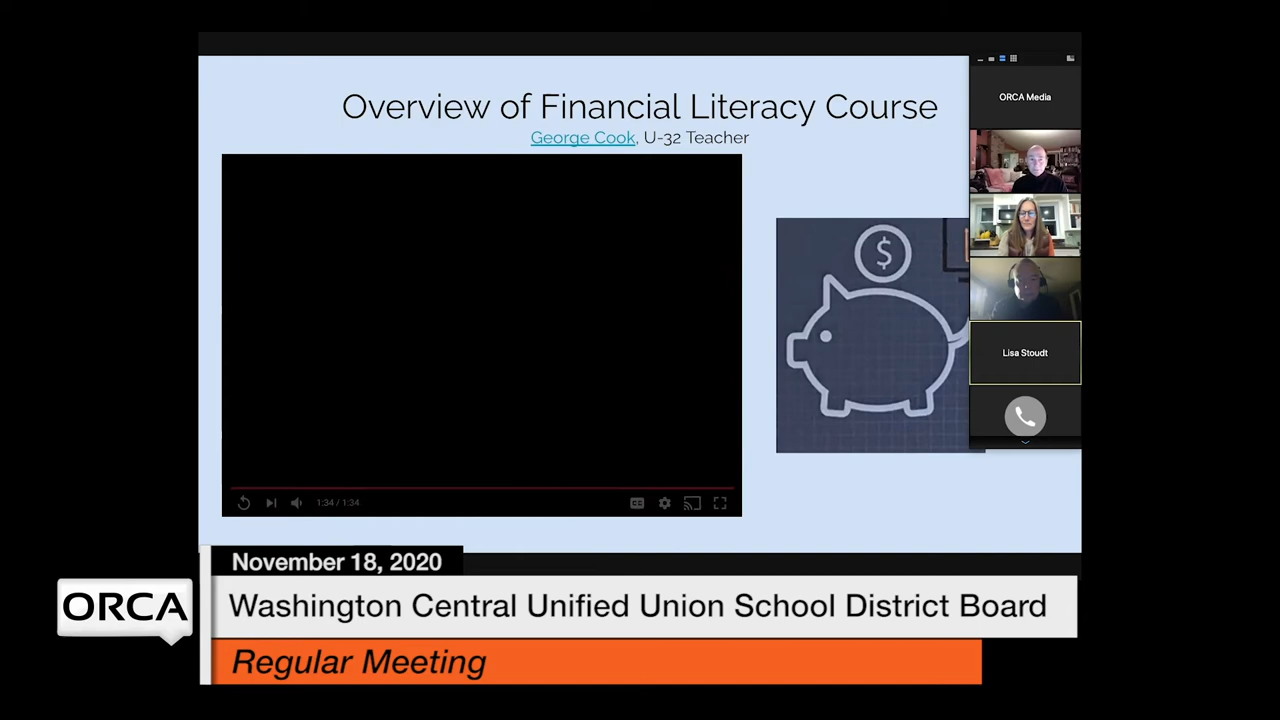 Overview of Financial Literacy Course
George Cook, U-32 Teacher
ORCA Media
$
Lisa Stoudt
1:34 / 1:34
CC
November 18, 2020
ORCA
Washington Central Unified Union School District Board
Regular Meeting